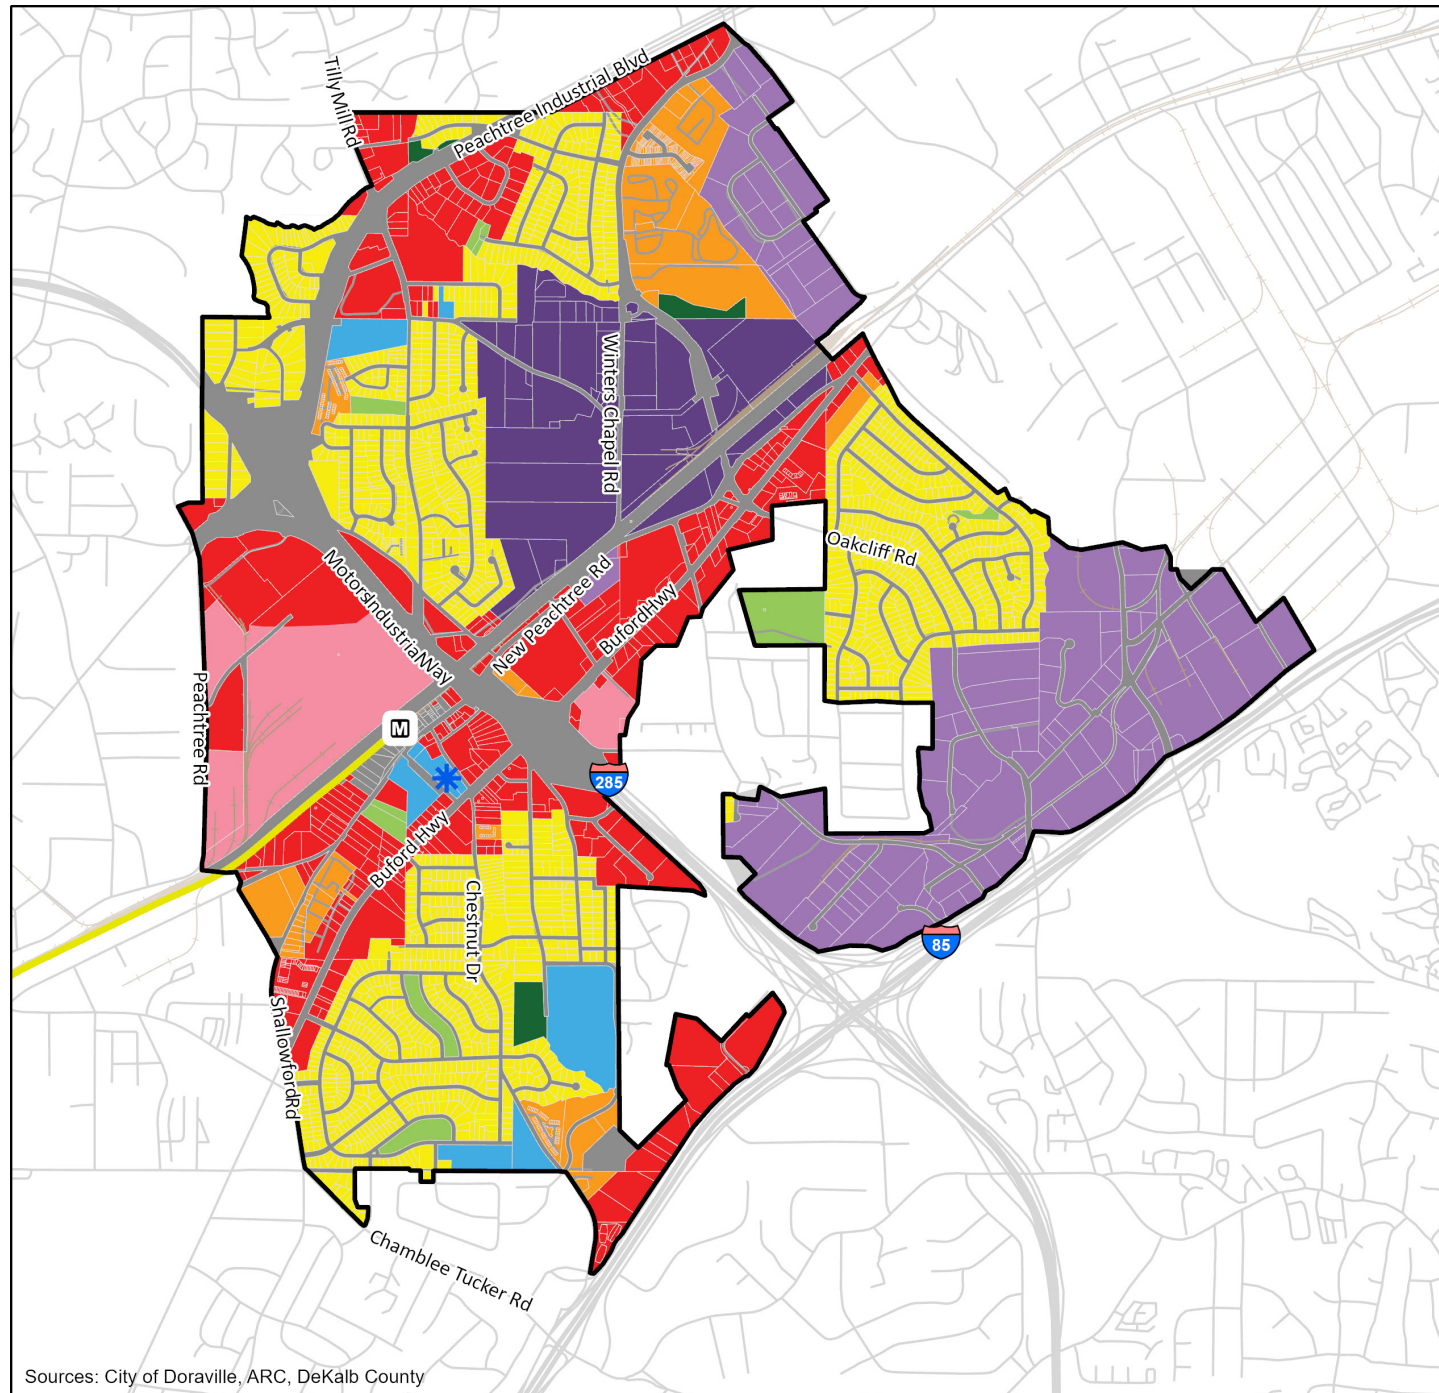 Tilly Mill Rd
Peachtree Industrial Blvd
Winters Chapel Rd
Oakcliff Rd
Motors Industrial Way
New Peachtree Rd
Buford Hwy
Peachtree Rd
M
285
Buford Hwy
Chestnut Dr
85
Shallowford Rd
Chamblee Tucker Rd
Sources: City of Doraville, ARC, DeKalb County